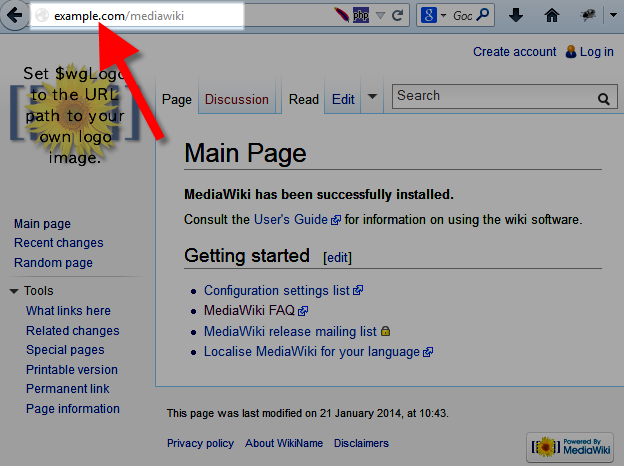 example.com/mediawiki
php
8 Goc
Create account Log in
Set $wgLogo
to the URL
path to your
own logo
image.
Page Discussion Read Edit Search
Main Page
MediaWiki has been successfully installed.
Consult the User's Guide for information on using the wiki software.
Getting started [edit]
Configuration settings list
MediaWiki FAQ
MediaWiki release mailing list
Localise MediaWiki for your language
Main page
Recent changes
Random page
Tools
What links here
Related changes
Special pages
Printable version
Permanent link
Page information
This page was last modified on 21 January 2014, at 10:43.
Privacy policy About WikiName Disclaimers
Powered By
MediaWiki